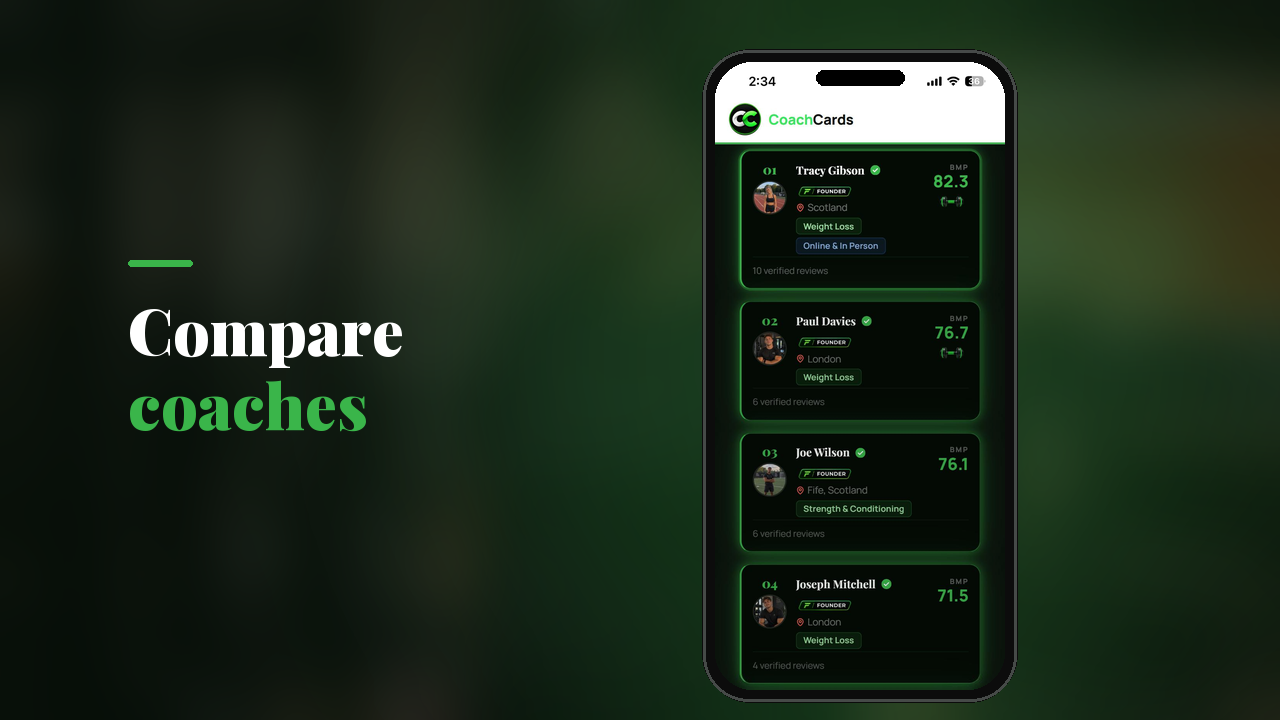 Compare
coaches
2:34
36
CC
CoachCards
01
Tracy Gibson
FOUNDER
Scotland
Weight Loss
Online & In Person
BMP
82.3
10 verified reviews
02
Paul Davies
FOUNDER
London
Weight Loss
BMP
76.7
6 verified reviews
03
Joe Wilson
FOUNDER
Fife, Scotland
Strength & Conditioning
BMP
76.1
6 verified reviews
04
Joseph Mitchell
FOUNDER
London
Weight Loss
BMP
71.5
4 verified reviews